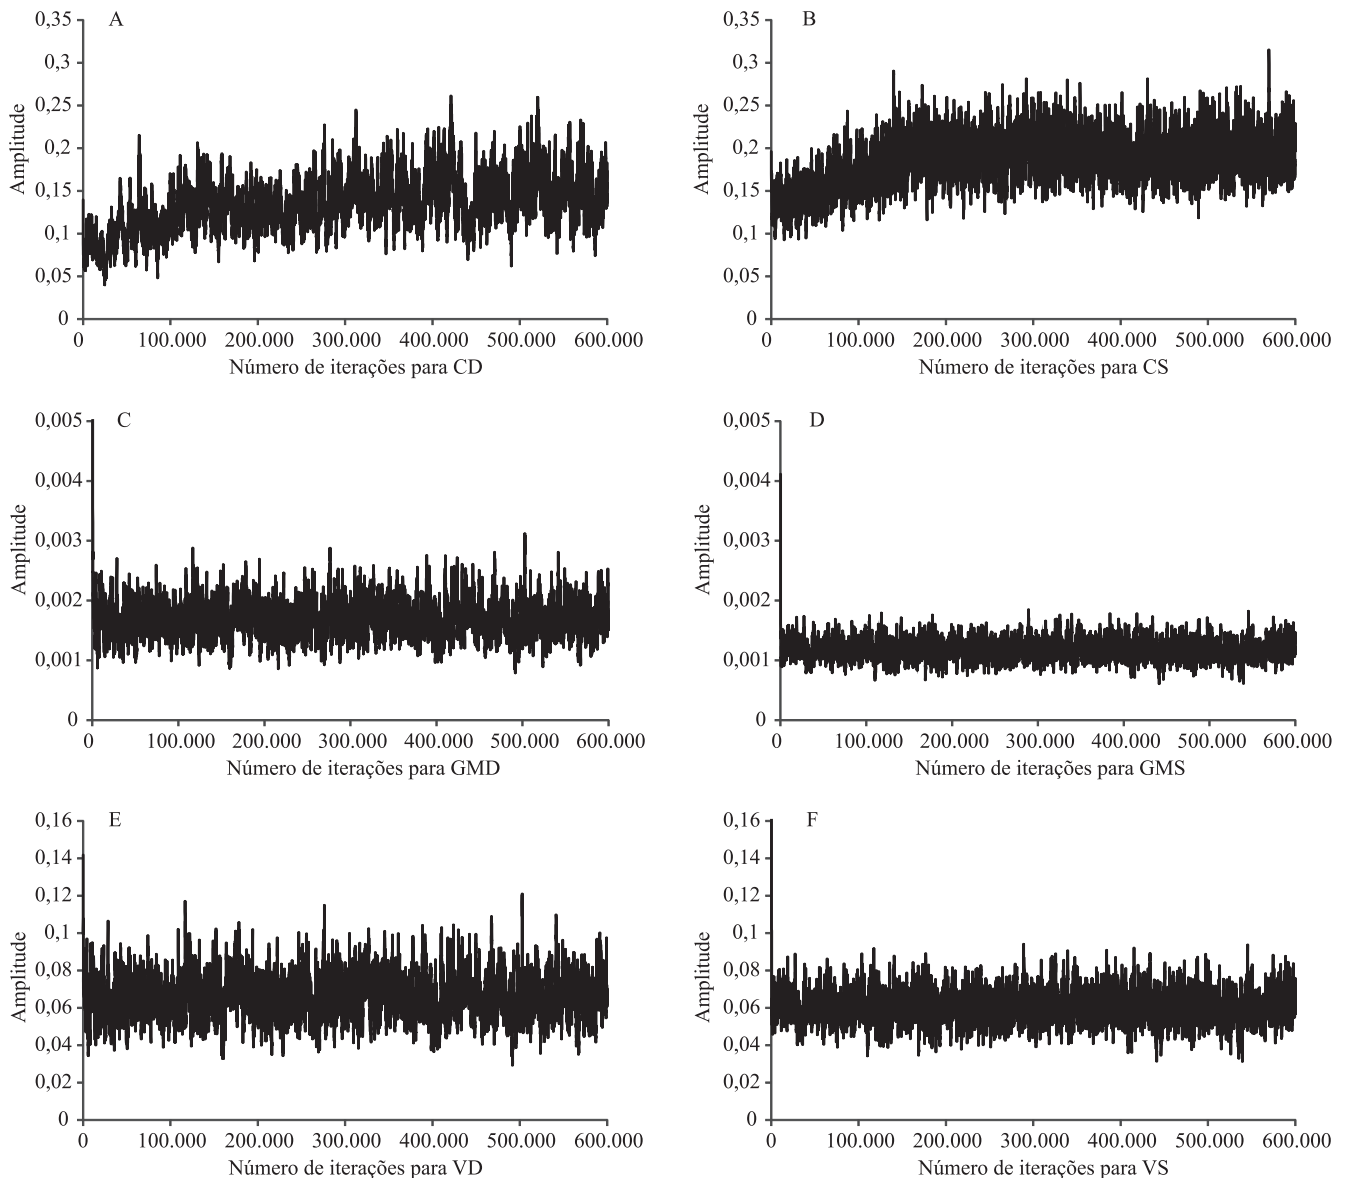 A
0,35
0,3
0,25
0,2
0,15
0,1
0,05
0
Amplitude
0 100.000 200.000 300.000 400.000 500.000 600.000
Número de iterações para CD
B
0,35
0,3
0,25
0,2
0,15
0,1
0,05
0
Amplitude
0 100.000 200.000 300.000 400.000 500.000 600.000
Número de iterações para CS
C
0,005
0,004
0,003
0,002
0,001
0
Amplitude
0 100.000 200.000 300.000 400.000 500.000 600.000
Número de iterações para GMD
D
0,005
0,004
0,003
0,002
0,001
0
Amplitude
0 100.000 200.000 300.000 400.000 500.000 600.000
Número de iterações para GMS
E
0,16
0,14
0,12
0,1
0,08
0,06
0,04
0,02
0
Amplitude
0 100.000 200.000 300.000 400.000 500.000 600.000
Número de iterações para VD
F
0,16
0,14
0,12
0,1
0,08
0,06
0,04
0,02
0
Amplitude
0 100.000 200.000 300.000 400.000 500.000 600.000
Número de iterações para VS